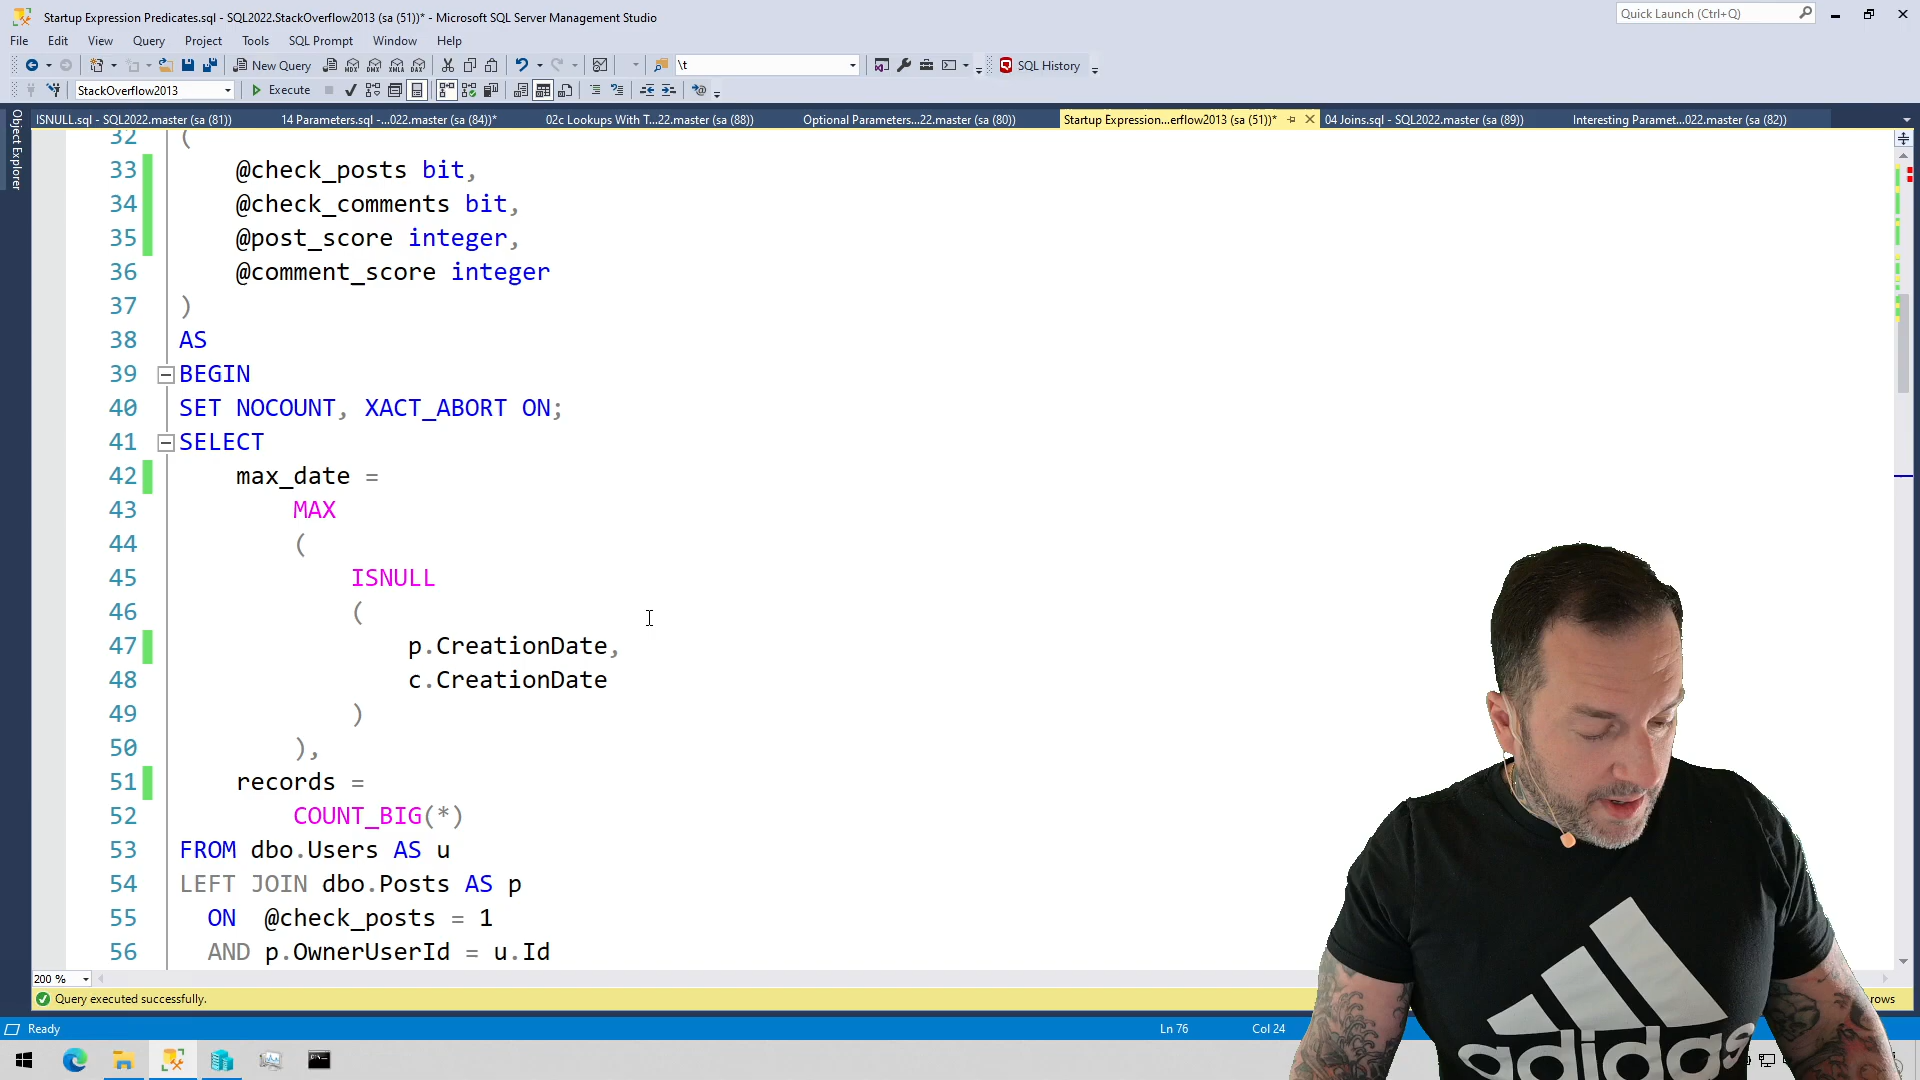 Startup Expression Predicates.sql - SQL2022.StackOverflow2013 (sa (51))* - Microsoft SQL Server Management Studio
Quick Launch (Ctrl+Q)
File Edit View Query Project Tools SQL Prompt Window Help
New Query
MDX DMX XMLA DAX
\t
SQL History
StackOverflow2013
Execute
ISNULL.sql - SQL2022.master (sa (81))
14 Parameters.sql -...022.master (sa (84))*
02c Lookups With T...22.master (sa (88))
Optional Parameters...22.master (sa (80))
Startup Expression...erflow2013 (sa (51))*
04 Joins.sql - SQL2022.master (sa (89))
Interesting Paramet...022.master (sa (82))
Object Explorer
32 (
33 @check_posts bit,
34 @check_comments bit,
35 @post_score integer,
36 @comment_score integer
37 )
38 AS
39 BEGIN
40 SET NOCOUNT, XACT_ABORT ON;
41 SELECT
42 max_date =
43 MAX
44 (
45 ISNULL
46 (
47 p.CreationDate,
48 c.CreationDate
49 )
50 ),
51 records =
52 COUNT_BIG(*)
53 FROM dbo.Users AS u
54 LEFT JOIN dbo.Posts AS p
55 ON @check_posts = 1
56 AND p.OwnerUserId = u.Id
200 %
Query executed successfully.
rows
Ready
Ln 76
Col 24
adidas